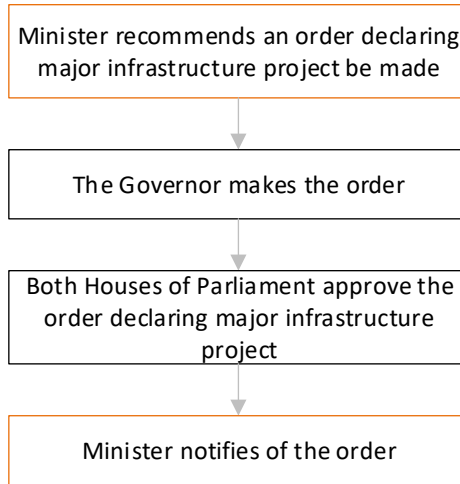 Minister recommends an order declaring
major infrastructure project be made
The Governor makes the order
Both Houses of Parliament approve the
order declaring major infrastructure
project
Minister notifies of the order